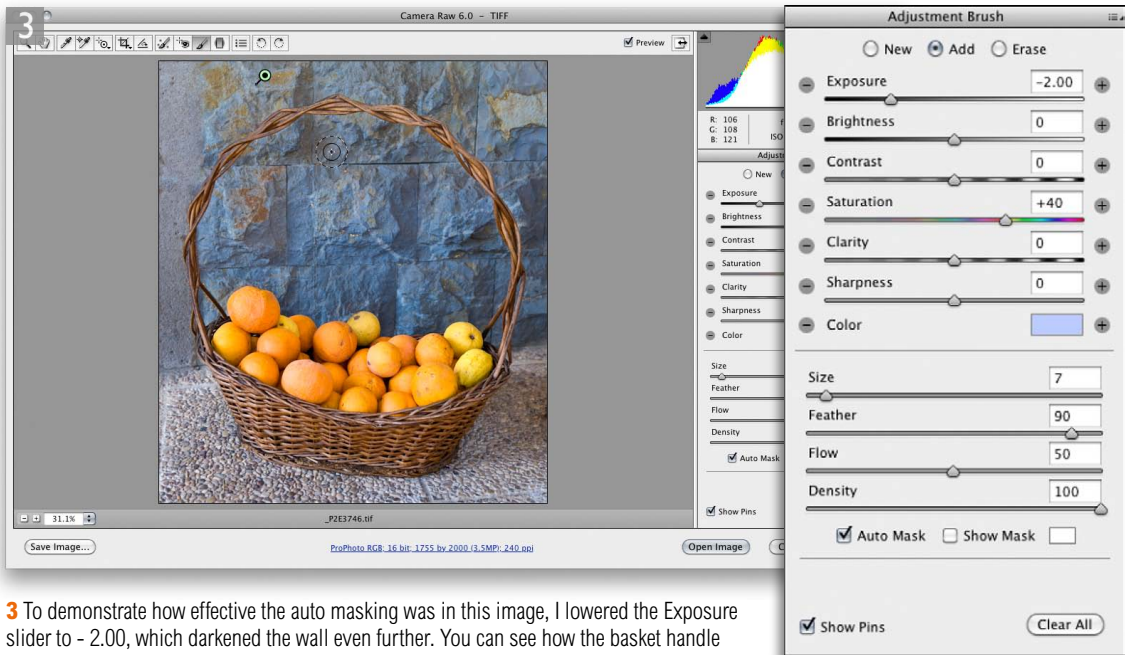 3
Camera Raw 6.0 – TIFF
Preview
R: 106
G: 108
B: 121
f
ISO
New
Exposure
Brightness
Contrast
Saturation
Clarity
Sharpness
Color
Size
Feather
Flow
Density
Auto Mask
Show Pins
31.1%
_P2E3746.tif
Save Image...
ProPhoto RGB; 16 bit; 1755 by 2000 (3.5MP); 240 ppi
Open Image
Adjustment Brush
New Add Erase
Exposure -2.00
Brightness 0
Contrast 0
Saturation +40
Clarity 0
Sharpness 0
Color
Size 7
Feather 90
Flow 50
Density 100
Auto Mask Show Mask
Show Pins Clear All
3 To demonstrate how effective the auto masking was in this image, I lowered the Exposure
slider to - 2.00, which darkened the wall even further. You can see how the basket handle